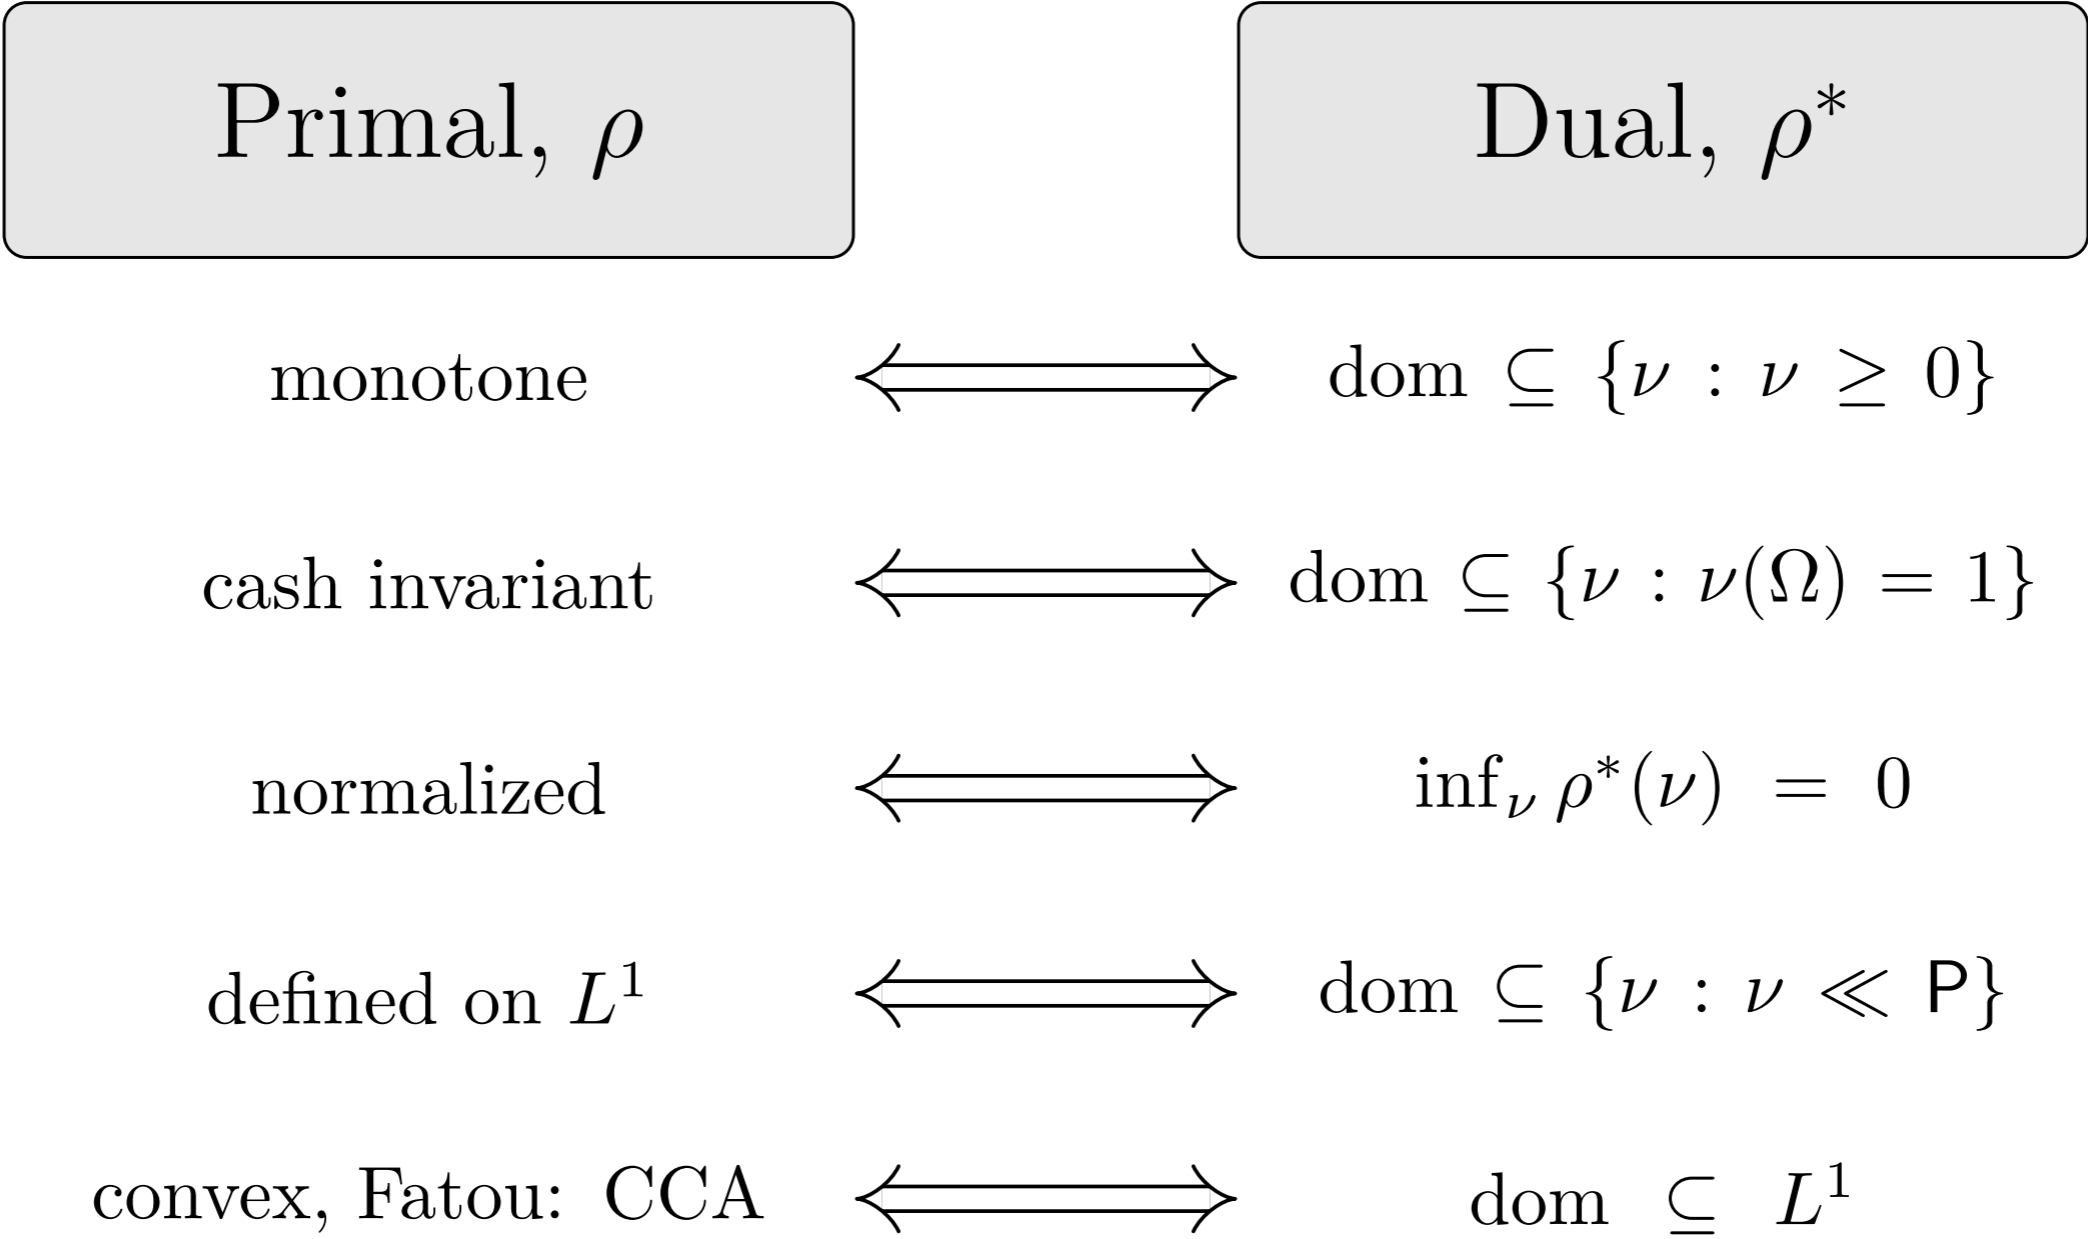 Primal, ρ Dual, ρ*
monotone ⟺ dom ⊆ {ν : ν ≥ 0}
cash invariant ⟺ dom ⊆ {ν : ν(Ω) = 1}
normalized ⟺ inf_ν ρ*(ν) = 0
defined on L¹ ⟺ dom ⊆ {ν : ν ≪ P}
convex, Fatou: CCA ⟺ dom ⊆ L¹